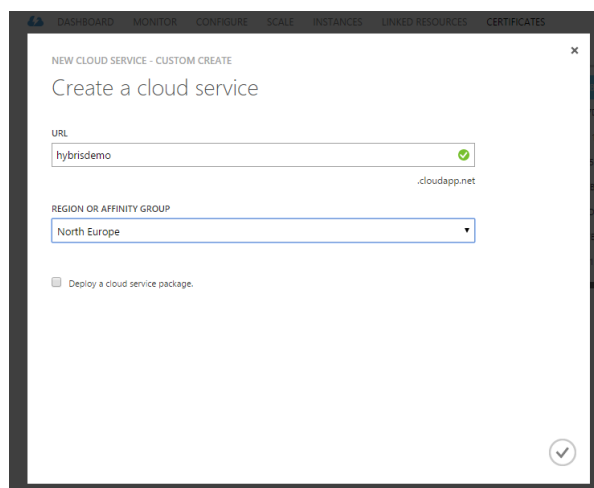 DASHBOARD MONITOR CONFIGURE SCALE INSTANCES LINKED RESOURCES CERTIFICATES
NEW CLOUD SERVICE - CUSTOM CREATE
Create a cloud service
URL
hybrisdemo
.cloudapp.net
REGION OR AFFINITY GROUP
North Europe
Deploy a cloud service package.